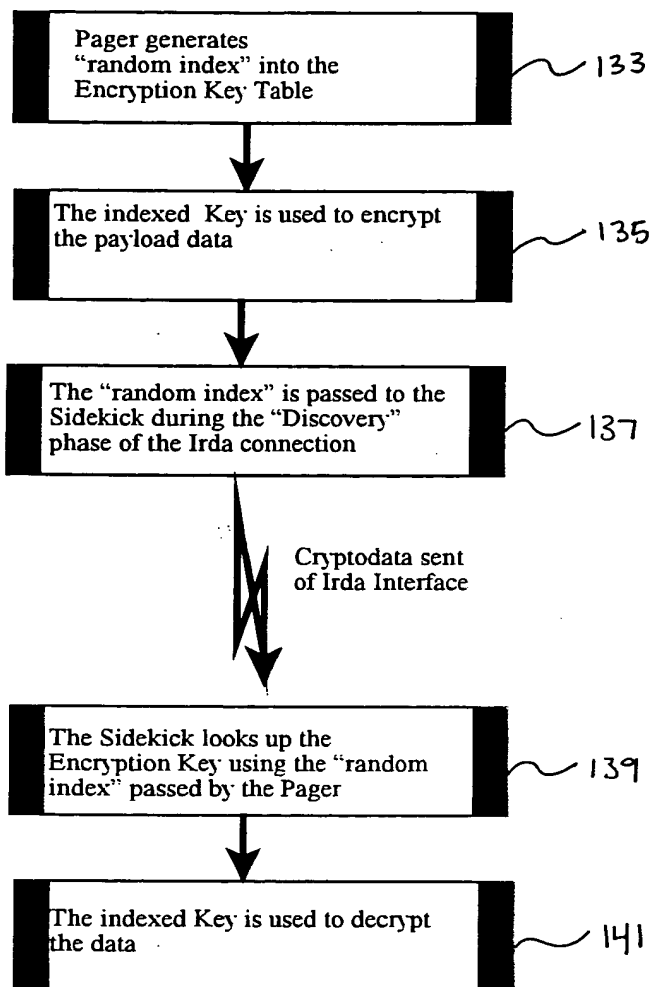 Pager generates
“random index” into the
Encryption Key Table
133
The indexed Key is used to encrypt
the payload data
135
The “random index” is passed to the
Sidekick during the “Discovery”
phase of the Irda connection
137
Cryptodata sent
of Irda Interface
The Sidekick looks up the
Encryption Key using the “random
index” passed by the Pager
139
The indexed Key is used to decrypt
the data
141